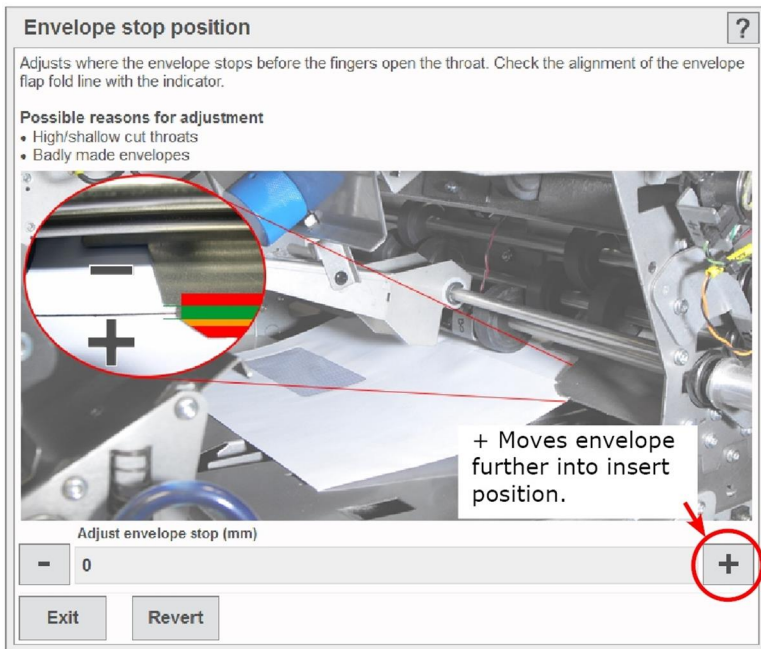 Envelope stop position
?
Adjusts where the envelope stops before the fingers open the throat. Check the alignment of the envelope
flap fold line with the indicator.
Possible reasons for adjustment
• High/shallow cut throats
• Badly made envelopes
−
+
+ Moves envelope
further into insert
position.
Adjust envelope stop (mm)
- 0 +
Exit Revert